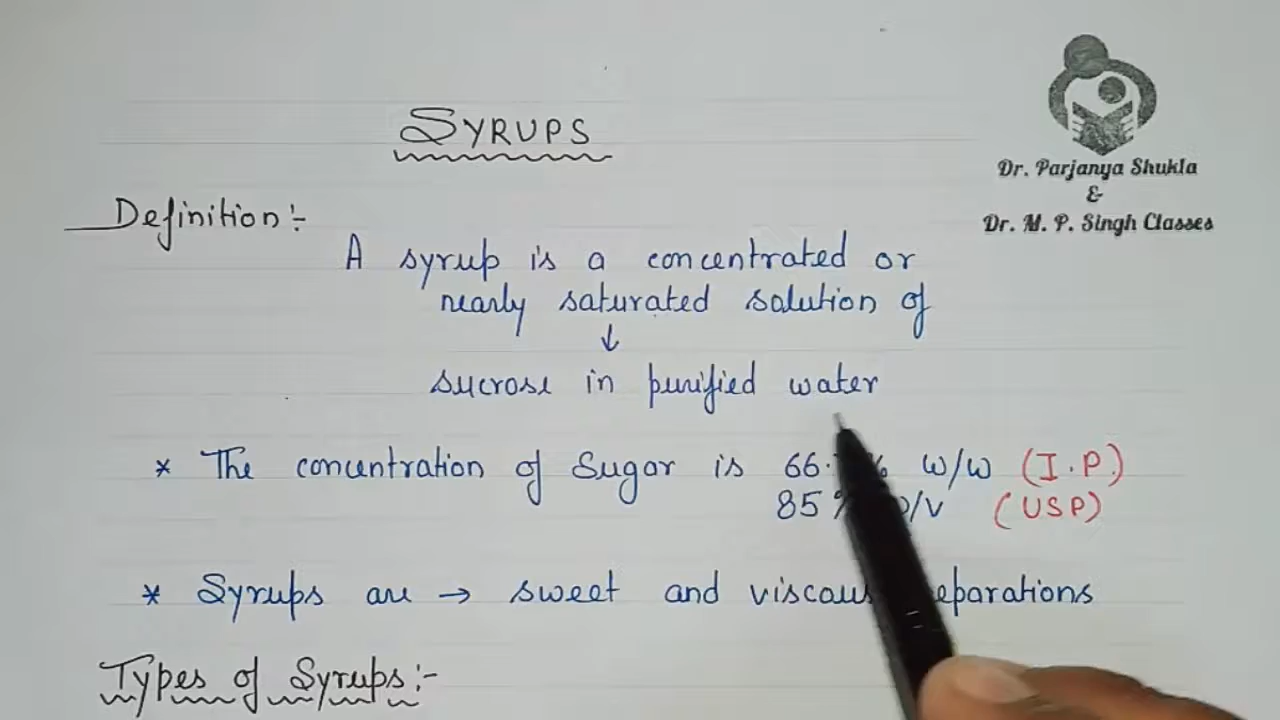 SYRUPS
Dr. Parjanya Shukla
&
Dr. M. P. Singh Classes
Definition :-
A syrup is a concentrated or
nearly saturated solution of
↓
sucrose in purified water
* The concentration of Sugar is 66. % w/w (I.P.)
85% /v (USP)
* Syrups are → sweet and viscous
Types of Syrups :-